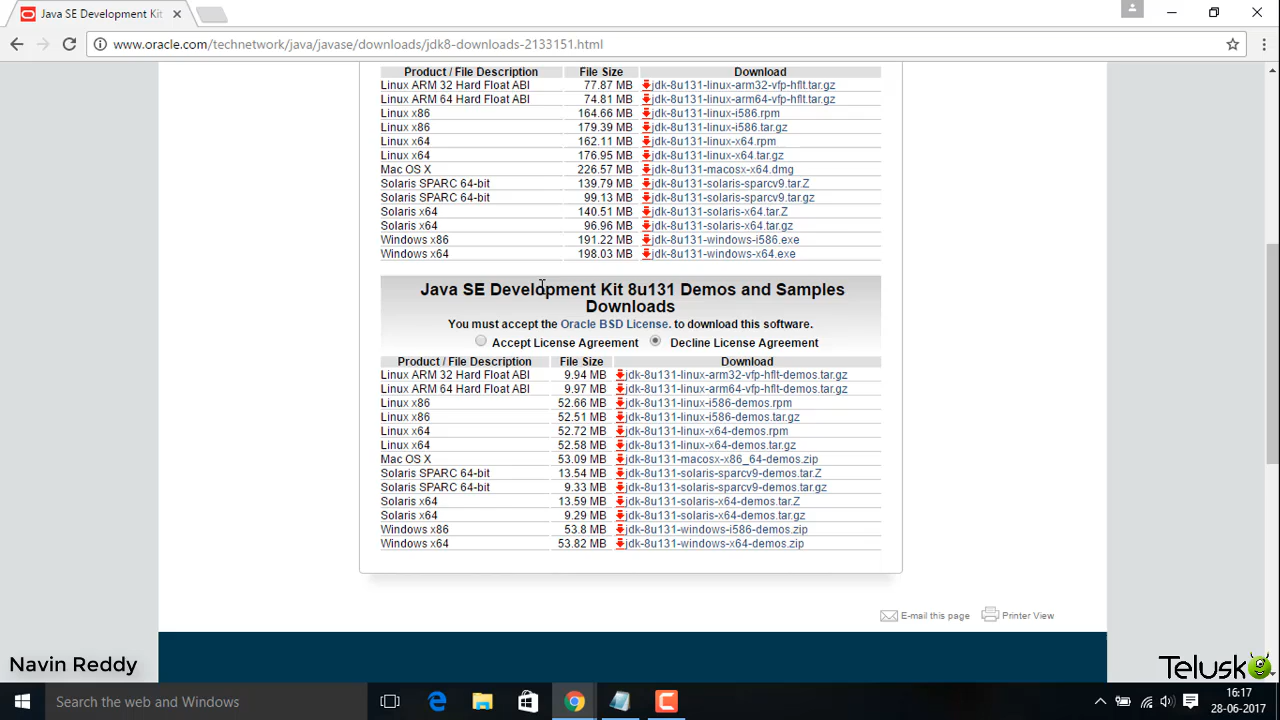 Java SE Development Kit
www.oracle.com/technetwork/java/javase/downloads/jdk8-downloads-2133151.html
Product / File Description File Size Download
Linux ARM 32 Hard Float ABI 77.87 MB jdk-8u131-linux-arm32-vfp-hflt.tar.gz
Linux ARM 64 Hard Float ABI 74.81 MB jdk-8u131-linux-arm64-vfp-hflt.tar.gz
Linux x86 164.66 MB jdk-8u131-linux-i586.rpm
Linux x86 179.39 MB jdk-8u131-linux-i586.tar.gz
Linux x64 162.11 MB jdk-8u131-linux-x64.rpm
Linux x64 176.95 MB jdk-8u131-linux-x64.tar.gz
Mac OS X 226.57 MB jdk-8u131-macosx-x64.dmg
Solaris SPARC 64-bit 139.79 MB jdk-8u131-solaris-sparcv9.tar.Z
Solaris SPARC 64-bit 99.13 MB jdk-8u131-solaris-sparcv9.tar.gz
Solaris x64 140.51 MB jdk-8u131-solaris-x64.tar.Z
Solaris x64 96.96 MB jdk-8u131-solaris-x64.tar.gz
Windows x86 191.22 MB jdk-8u131-windows-i586.exe
Windows x64 198.03 MB jdk-8u131-windows-x64.exe
Java SE Development Kit 8u131 Demos and Samples
Downloads
You must accept the Oracle BSD License. to download this software.
Accept License Agreement Decline License Agreement
Product / File Description File Size Download
Linux ARM 32 Hard Float ABI 9.94 MB jdk-8u131-linux-arm32-vfp-hflt-demos.tar.gz
Linux ARM 64 Hard Float ABI 9.97 MB jdk-8u131-linux-arm64-vfp-hflt-demos.tar.gz
Linux x86 52.66 MB jdk-8u131-linux-i586-demos.rpm
Linux x86 52.51 MB jdk-8u131-linux-i586-demos.tar.gz
Linux x64 52.72 MB jdk-8u131-linux-x64-demos.rpm
Linux x64 52.58 MB jdk-8u131-linux-x64-demos.tar.gz
Mac OS X 53.09 MB jdk-8u131-macosx-x86_64-demos.zip
Solaris SPARC 64-bit 13.54 MB jdk-8u131-solaris-sparcv9-demos.tar.Z
Solaris SPARC 64-bit 9.33 MB jdk-8u131-solaris-sparcv9-demos.tar.gz
Solaris x64 13.59 MB jdk-8u131-solaris-x64-demos.tar.Z
Solaris x64 9.29 MB jdk-8u131-solaris-x64-demos.tar.gz
Windows x86 53.8 MB jdk-8u131-windows-i586-demos.zip
Windows x64 53.82 MB jdk-8u131-windows-x64-demos.zip
E-mail this page Printer View
Navin Reddy
Telusko
Search the web and Windows
16:17
28-06-2017